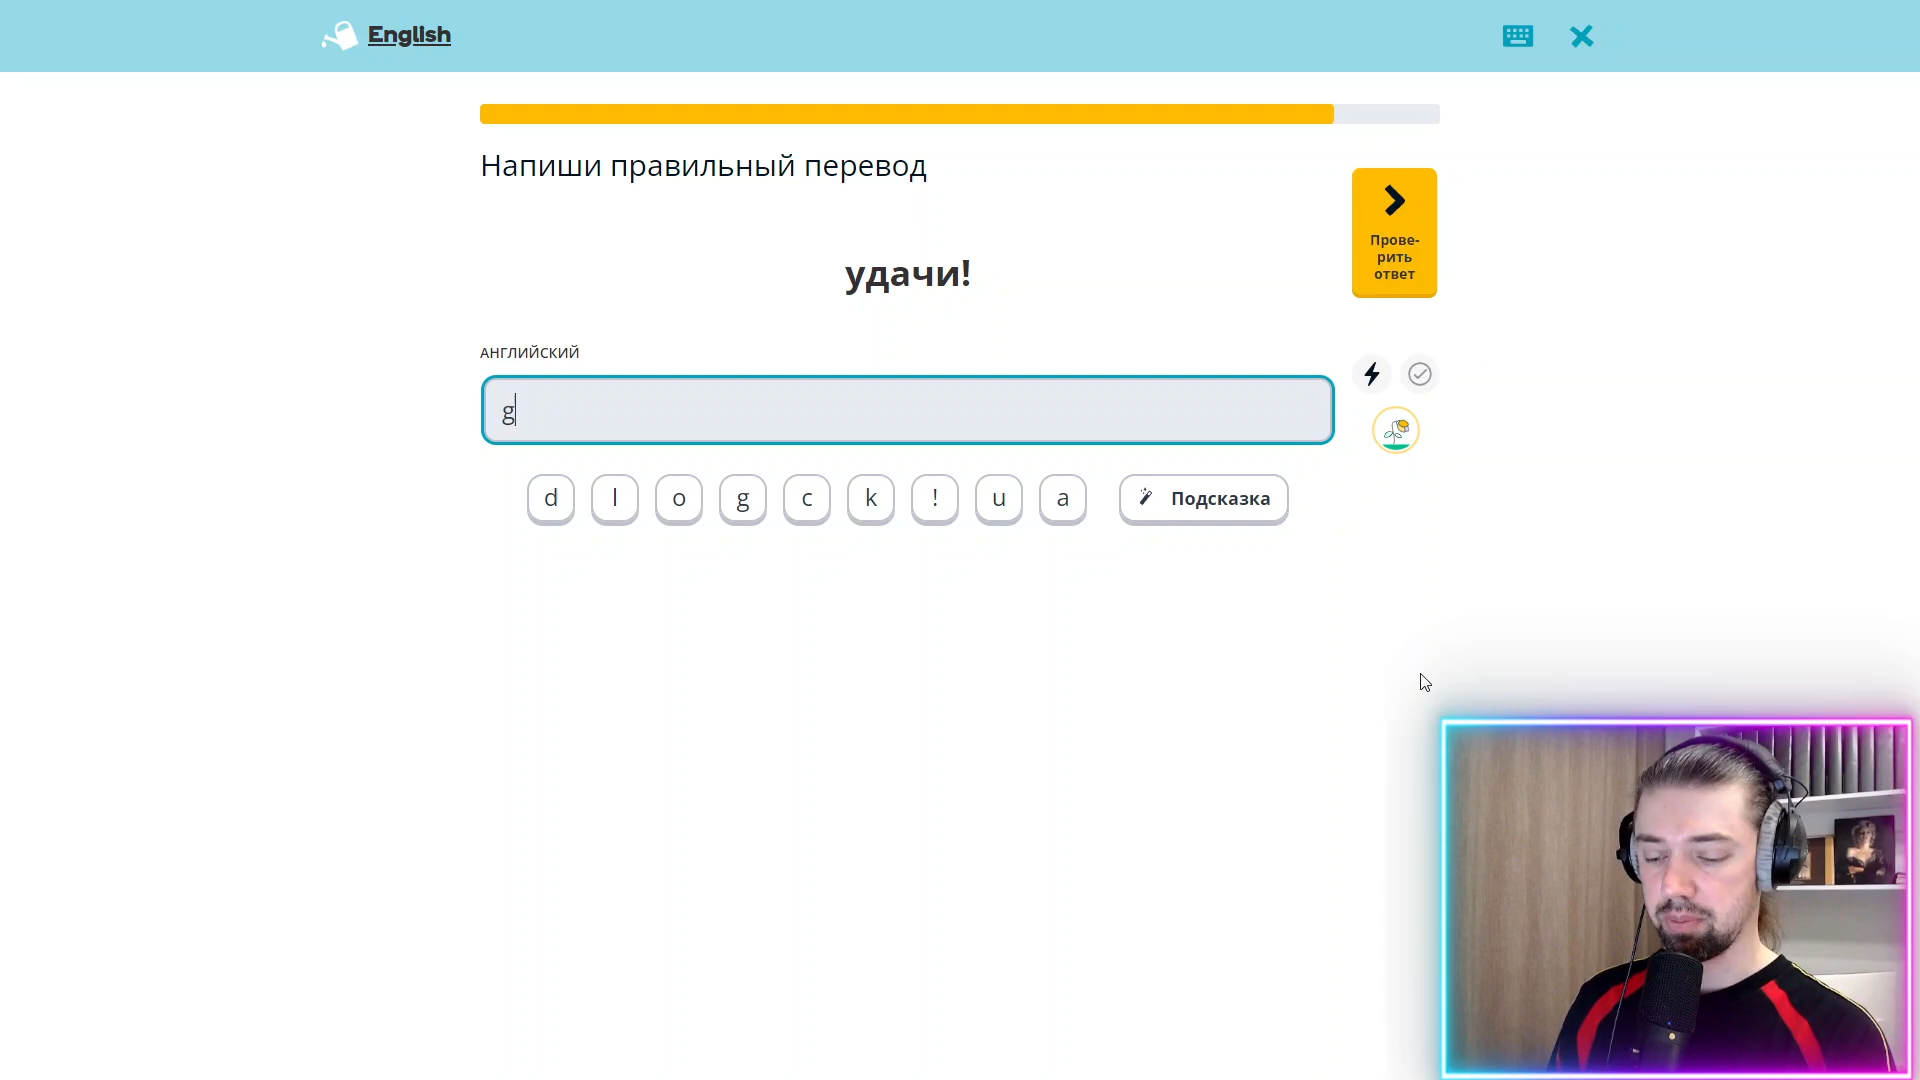 English
Напиши правильный перевод
Прове-
рить
ответ
удачи!
АНГЛИЙСКИЙ
g
d l o g c k ! u a Подсказка